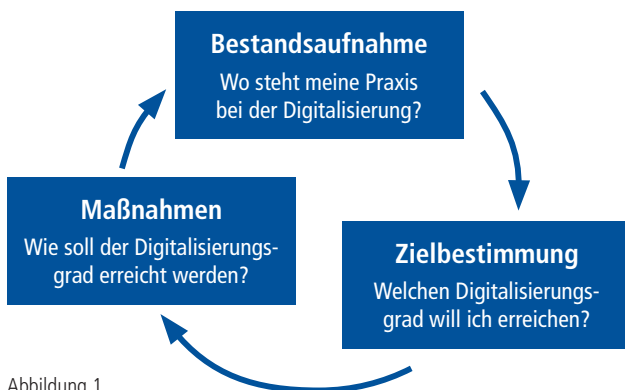 Bestandsaufnahme
Wo steht meine Praxis
bei der Digitalisierung?
Maßnahmen
Wie soll der Digitalisierungs-
grad erreicht werden?
Zielbestimmung
Welchen Digitalisierungs-
grad will ich erreichen?
Abbildung 1